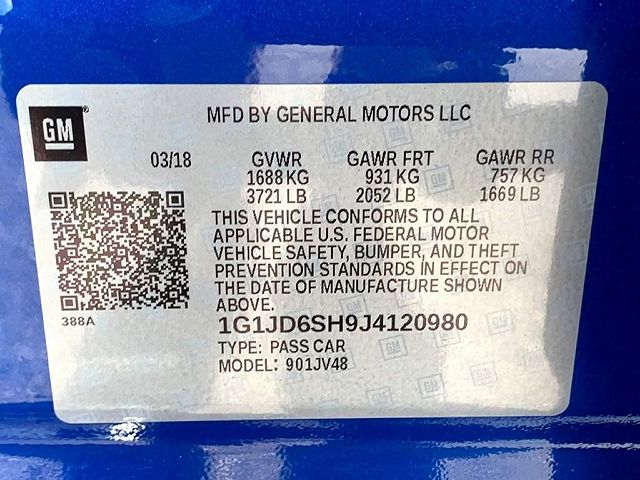 GM
MFD BY GENERAL MOTORS LLC
03/18 GVWR GAWR FRT GAWR RR
1688 KG 931 KG 757 KG
3721 LB 2052 LB 1669 LB
THIS VEHICLE CONFORMS TO ALL
APPLICABLE U.S. FEDERAL MOTOR
VEHICLE SAFETY, BUMPER, AND THEFT
PREVENTION STANDARDS IN EFFECT ON
THE DATE OF MANUFACTURE SHOWN
ABOVE.
388A
1G1JD6SH9J4120980
TYPE: PASS CAR
MODEL: 901JV48